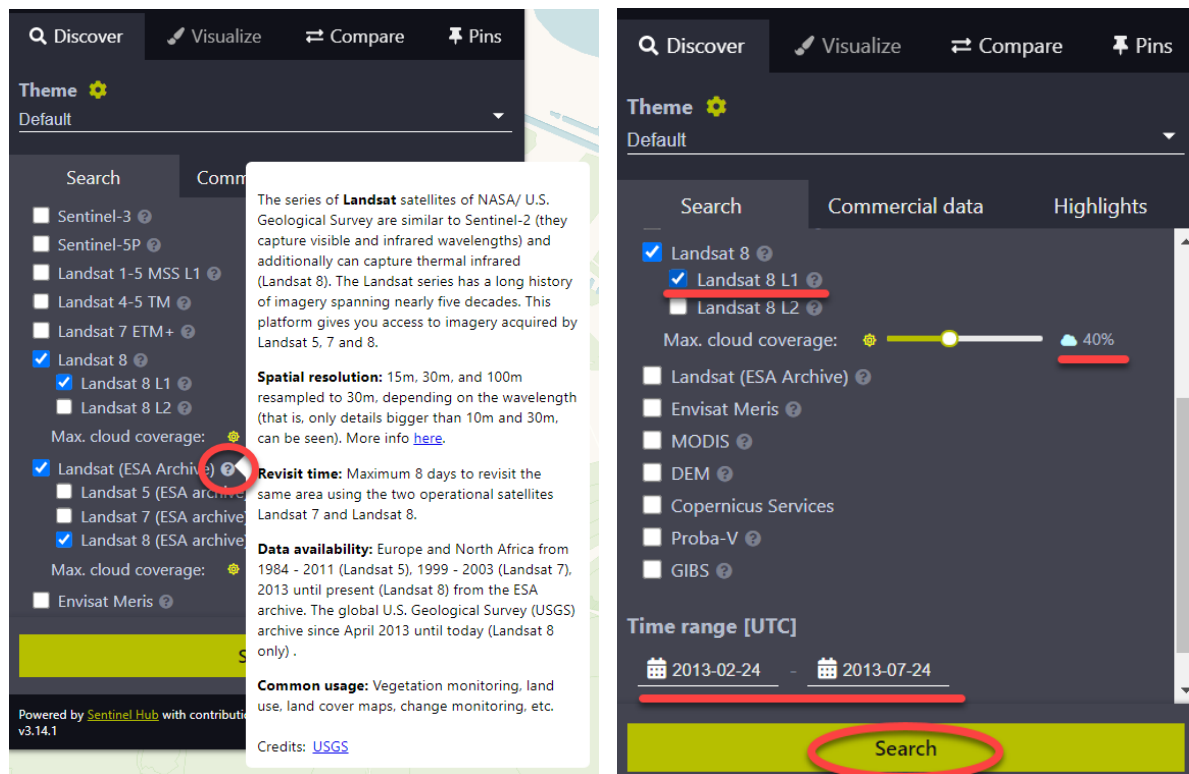 Discover
Visualize
Compare
Pins
Theme
Default
Search
Comm
Sentinel-3
Sentinel-5P
Landsat 1-5 MSS L1
Landsat 4-5 TM
Landsat 7 ETM+
Landsat 8
Landsat 8 L1
Landsat 8 L2
Max. cloud coverage:
Landsat (ESA Archive)
Landsat 5 (ESA archive)
Landsat 7 (ESA archive)
Landsat 8 (ESA archive)
Max. cloud coverage:
Envisat Meris
S
Powered by Sentinel Hub with contributi
v3.14.1
The series of Landsat satellites of NASA/ U.S.
Geological Survey are similar to Sentinel-2 (they
capture visible and infrared wavelengths) and
additionally can capture thermal infrared
(Landsat 8). The Landsat series has a long history
of imagery spanning nearly five decades. This
platform gives you access to imagery acquired by
Landsat 5, 7 and 8.
Spatial resolution: 15m, 30m, and 100m
resampled to 30m, depending on the wavelength
(that is, only details bigger than 10m and 30m,
can be seen). More info here.
Revisit time: Maximum 8 days to revisit the
same area using the two operational satellites
Landsat 7 and Landsat 8.
Data availability: Europe and North Africa from
1984 - 2011 (Landsat 5), 1999 - 2003 (Landsat 7),
2013 until present (Landsat 8) from the ESA
archive. The global U.S. Geological Survey (USGS)
archive since April 2013 until today (Landsat 8
only) .
Common usage: Vegetation monitoring, land
use, land cover maps, change monitoring, etc.
Credits: USGS
Discover
Visualize
Compare
Pins
Theme
Default
Search
Commercial data
Highlights
Landsat 8
Landsat 8 L1
Landsat 8 L2
Max. cloud coverage: 40%
Landsat (ESA Archive)
Envisat Meris
MODIS
DEM
Copernicus Services
Proba-V
GIBS
Time range [UTC]
2013-02-24 - 2013-07-24
Search